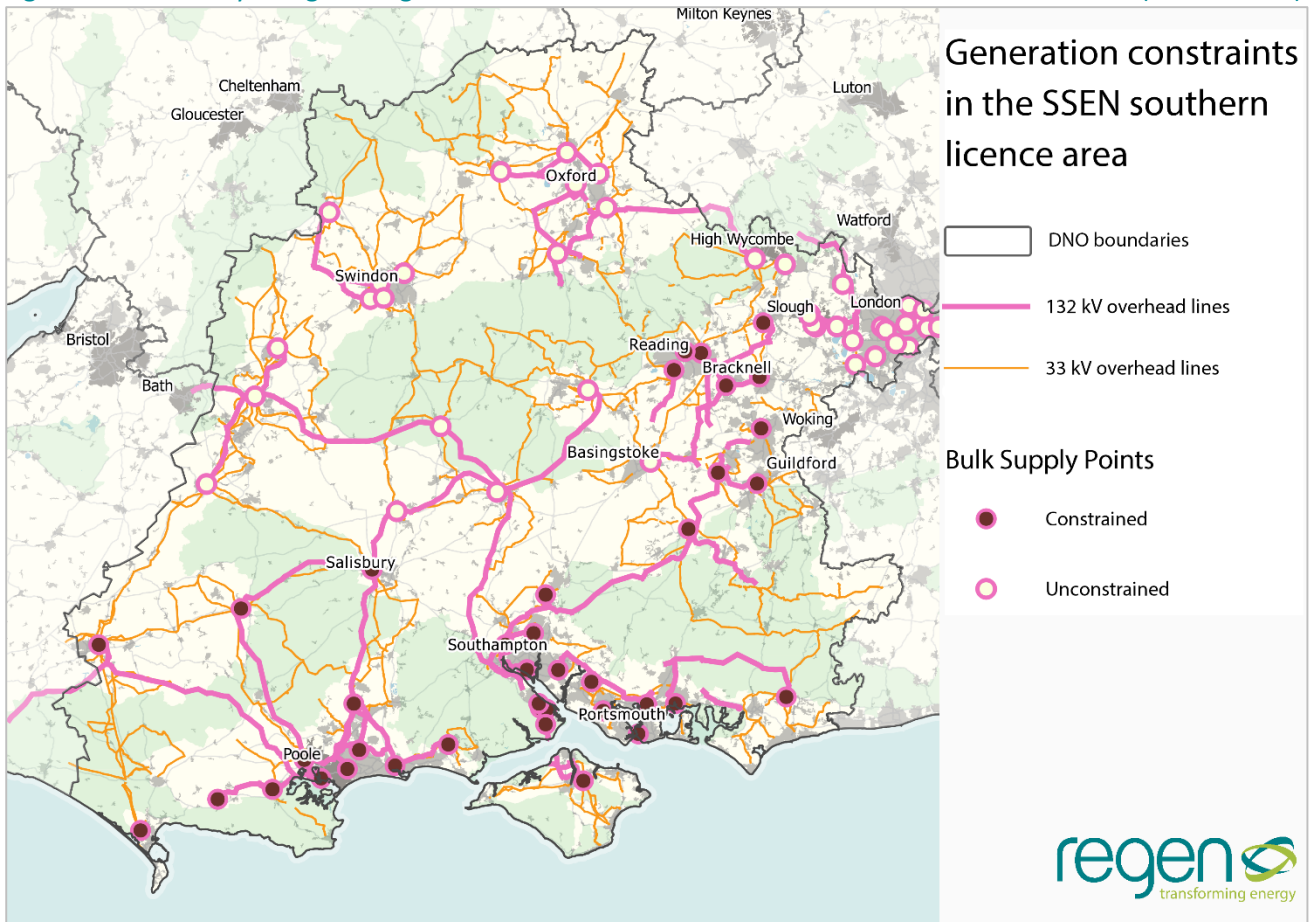 Milton Keynes
Cheltenham
Luton
Gloucester
Oxford
Watford
High Wycombe
Swindon
London
Slough
Bristol
Reading
Bracknell
Bath
Woking
Basingstoke
Guildford
Salisbury
Southampton
Portsmouth
Poole
Generation constraints
in the SSEN southern
licence area
DNO boundaries
132 kV overhead lines
33 kV overhead lines
Bulk Supply Points
Constrained
Unconstrained
regen
transforming energy